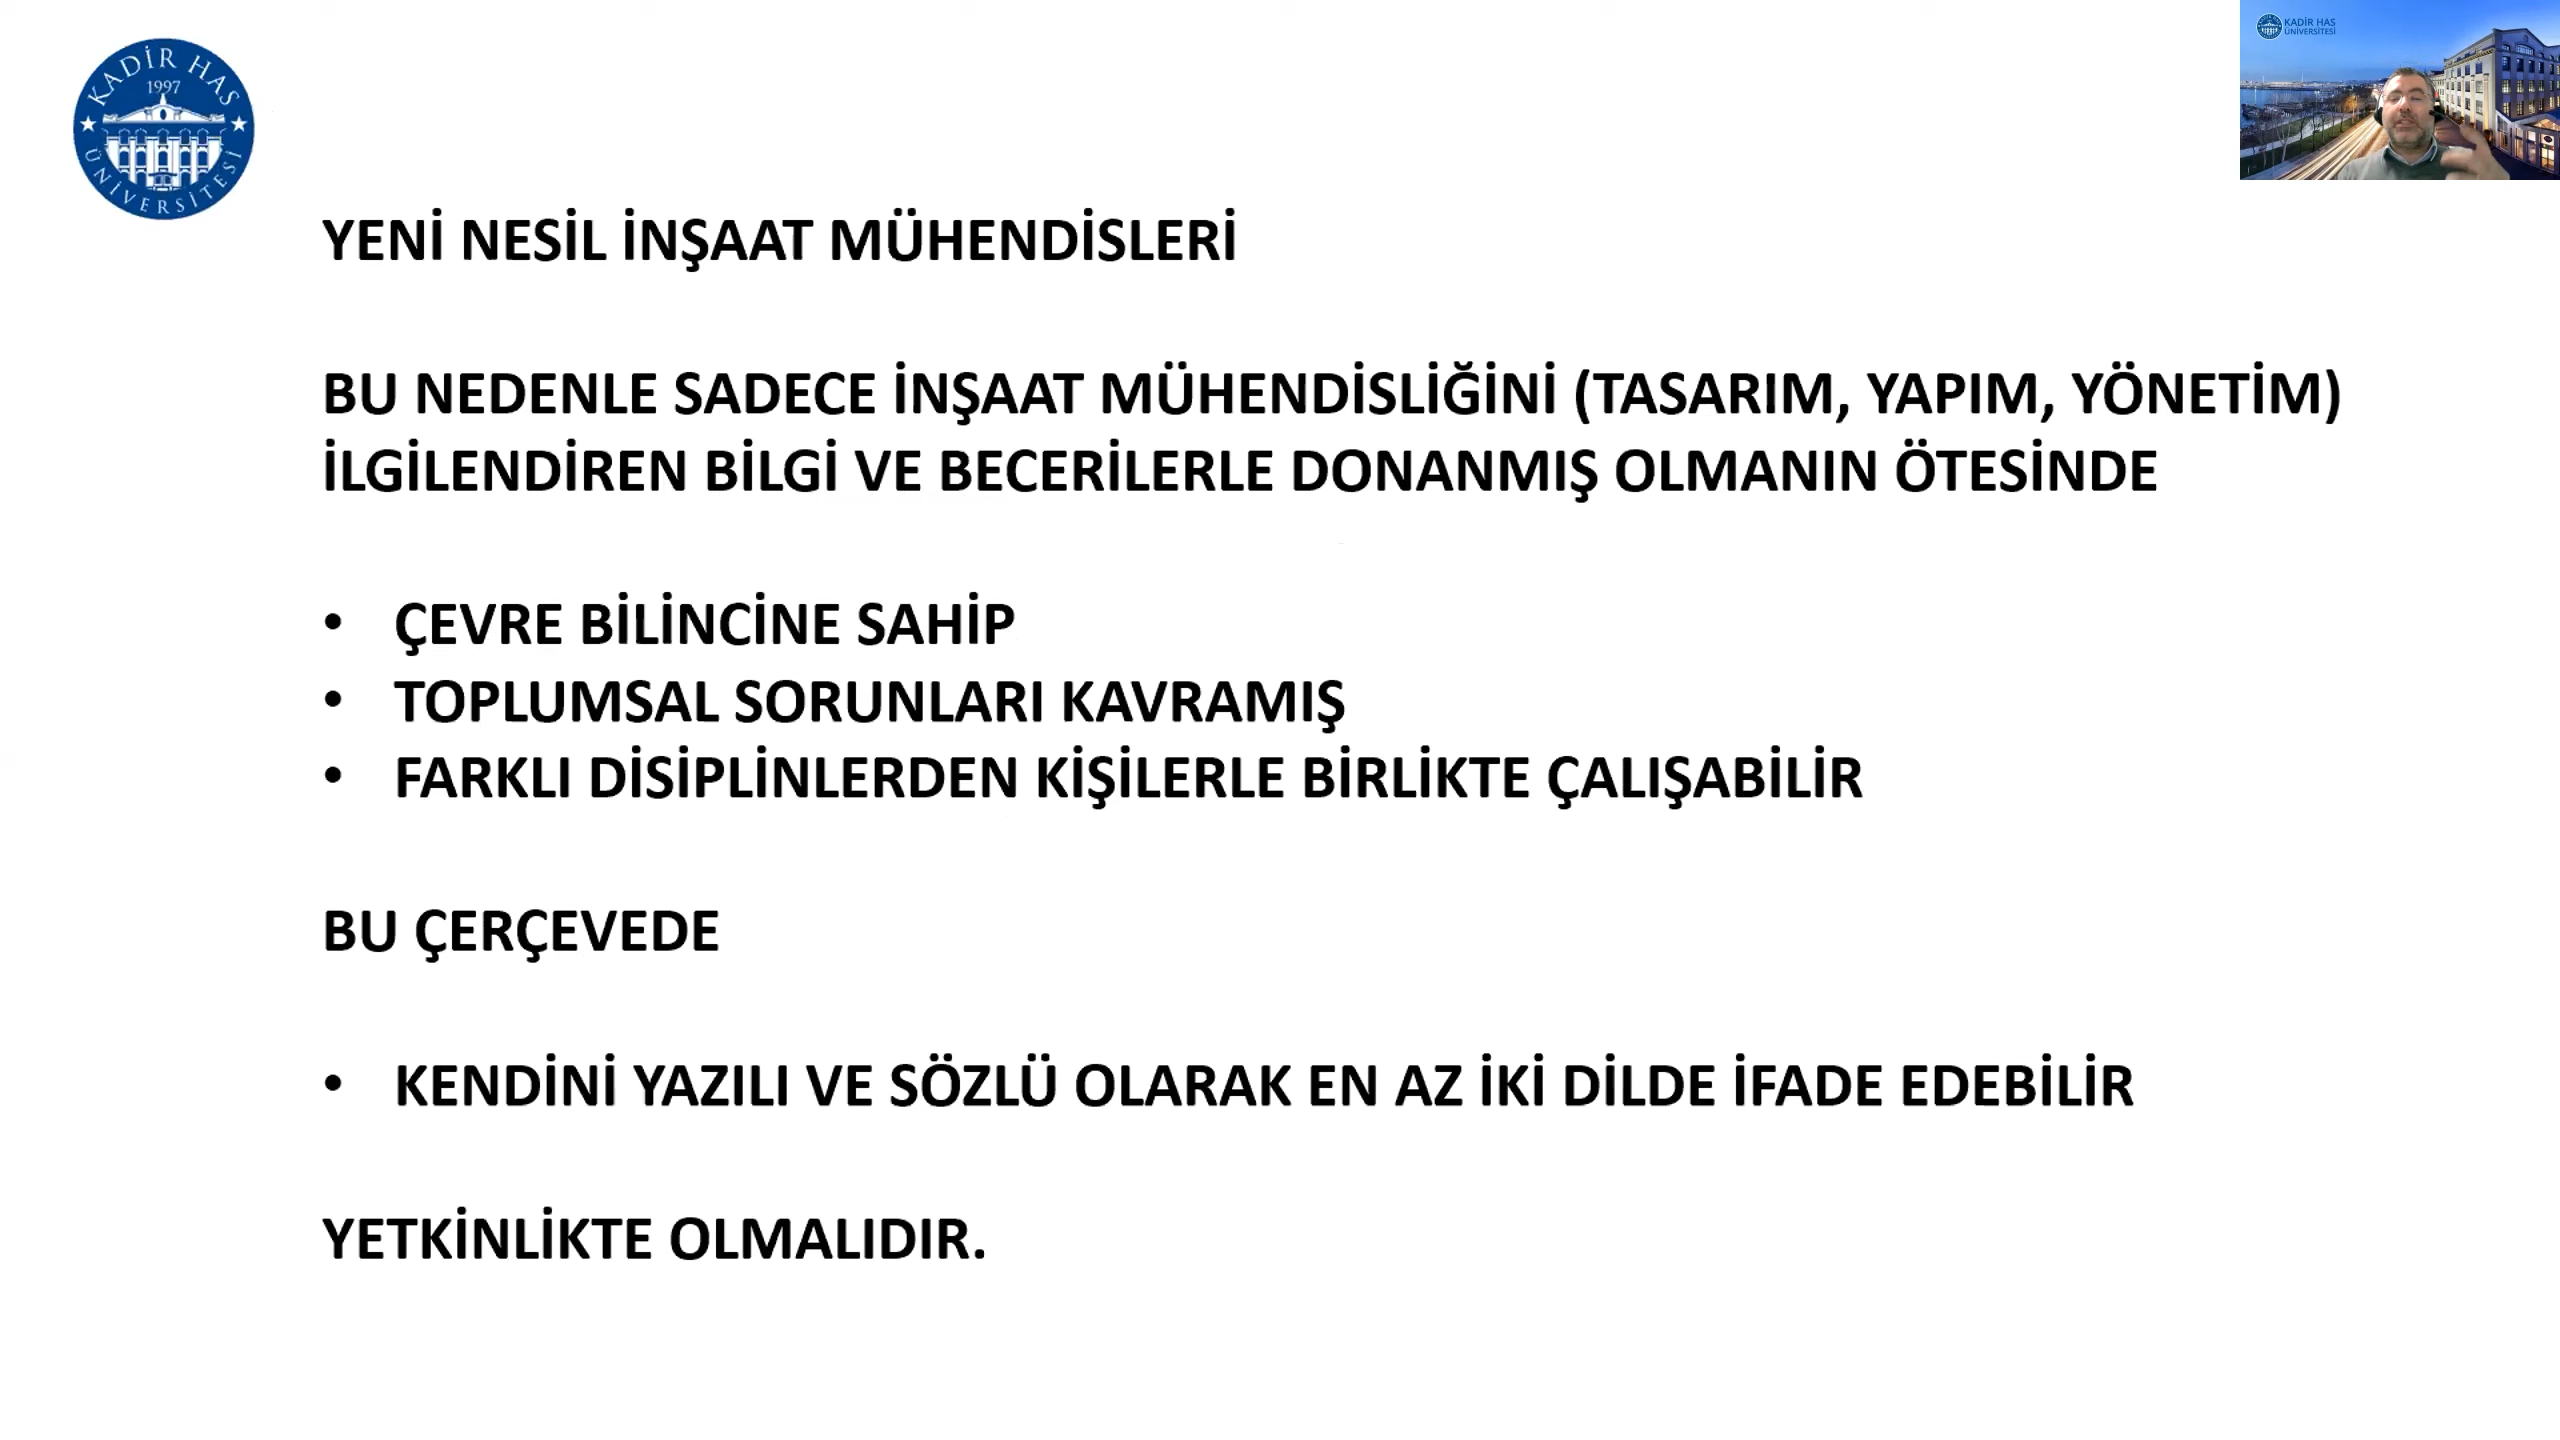 KADİR HAS
1997
ÜNİVERSİTESİ
KADİR HAS
ÜNİVERSİTESİ
YENİ NESİL İNŞAAT MÜHENDİSLERİ
BU NEDENLE SADECE İNŞAAT MÜHENDİSLİĞİNİ (TASARIM, YAPIM, YÖNETİM)
İLGİLENDİREN BİLGİ VE BECERİLERLE DONANMIŞ OLMANIN ÖTESİNDE
• ÇEVRE BİLİNCİNE SAHİP
• TOPLUMSAL SORUNLARI KAVRAMIŞ
• FARKLI DİSİPLİNLERDEN KİŞİLERLE BİRLİKTE ÇALIŞABİLİR
BU ÇERÇEVEDE
• KENDİNİ YAZILI VE SÖZLÜ OLARAK EN AZ İKİ DİLDE İFADE EDEBİLİR
YETKİNLİKTE OLMALIDIR.